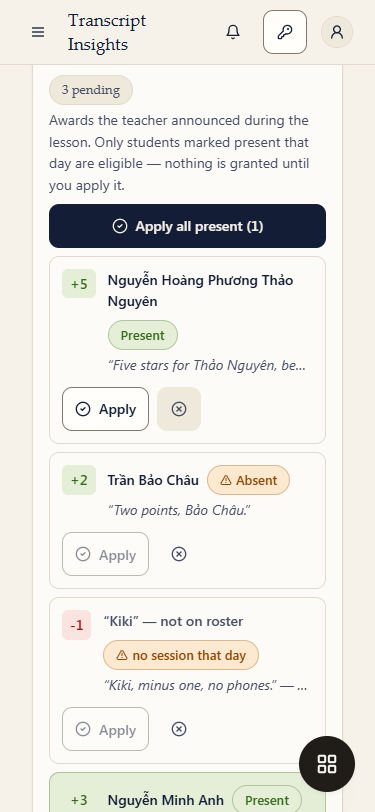 Transcript
Insights
3 pending
Awards the teacher announced during the
lesson. Only students marked present that
day are eligible — nothing is granted until
you apply it.
Apply all present (1)
+5
Nguyễn Hoàng Phương Thảo
Nguyên
Present
“Five stars for Thảo Nguyên, be…
Apply
+2
Trần Bảo Châu
Absent
“Two points, Bảo Châu.”
Apply
-1
“Kiki” — not on roster
no session that day
“Kiki, minus one, no phones.” — …
Apply
+3
Nguyễn Minh Anh
Present